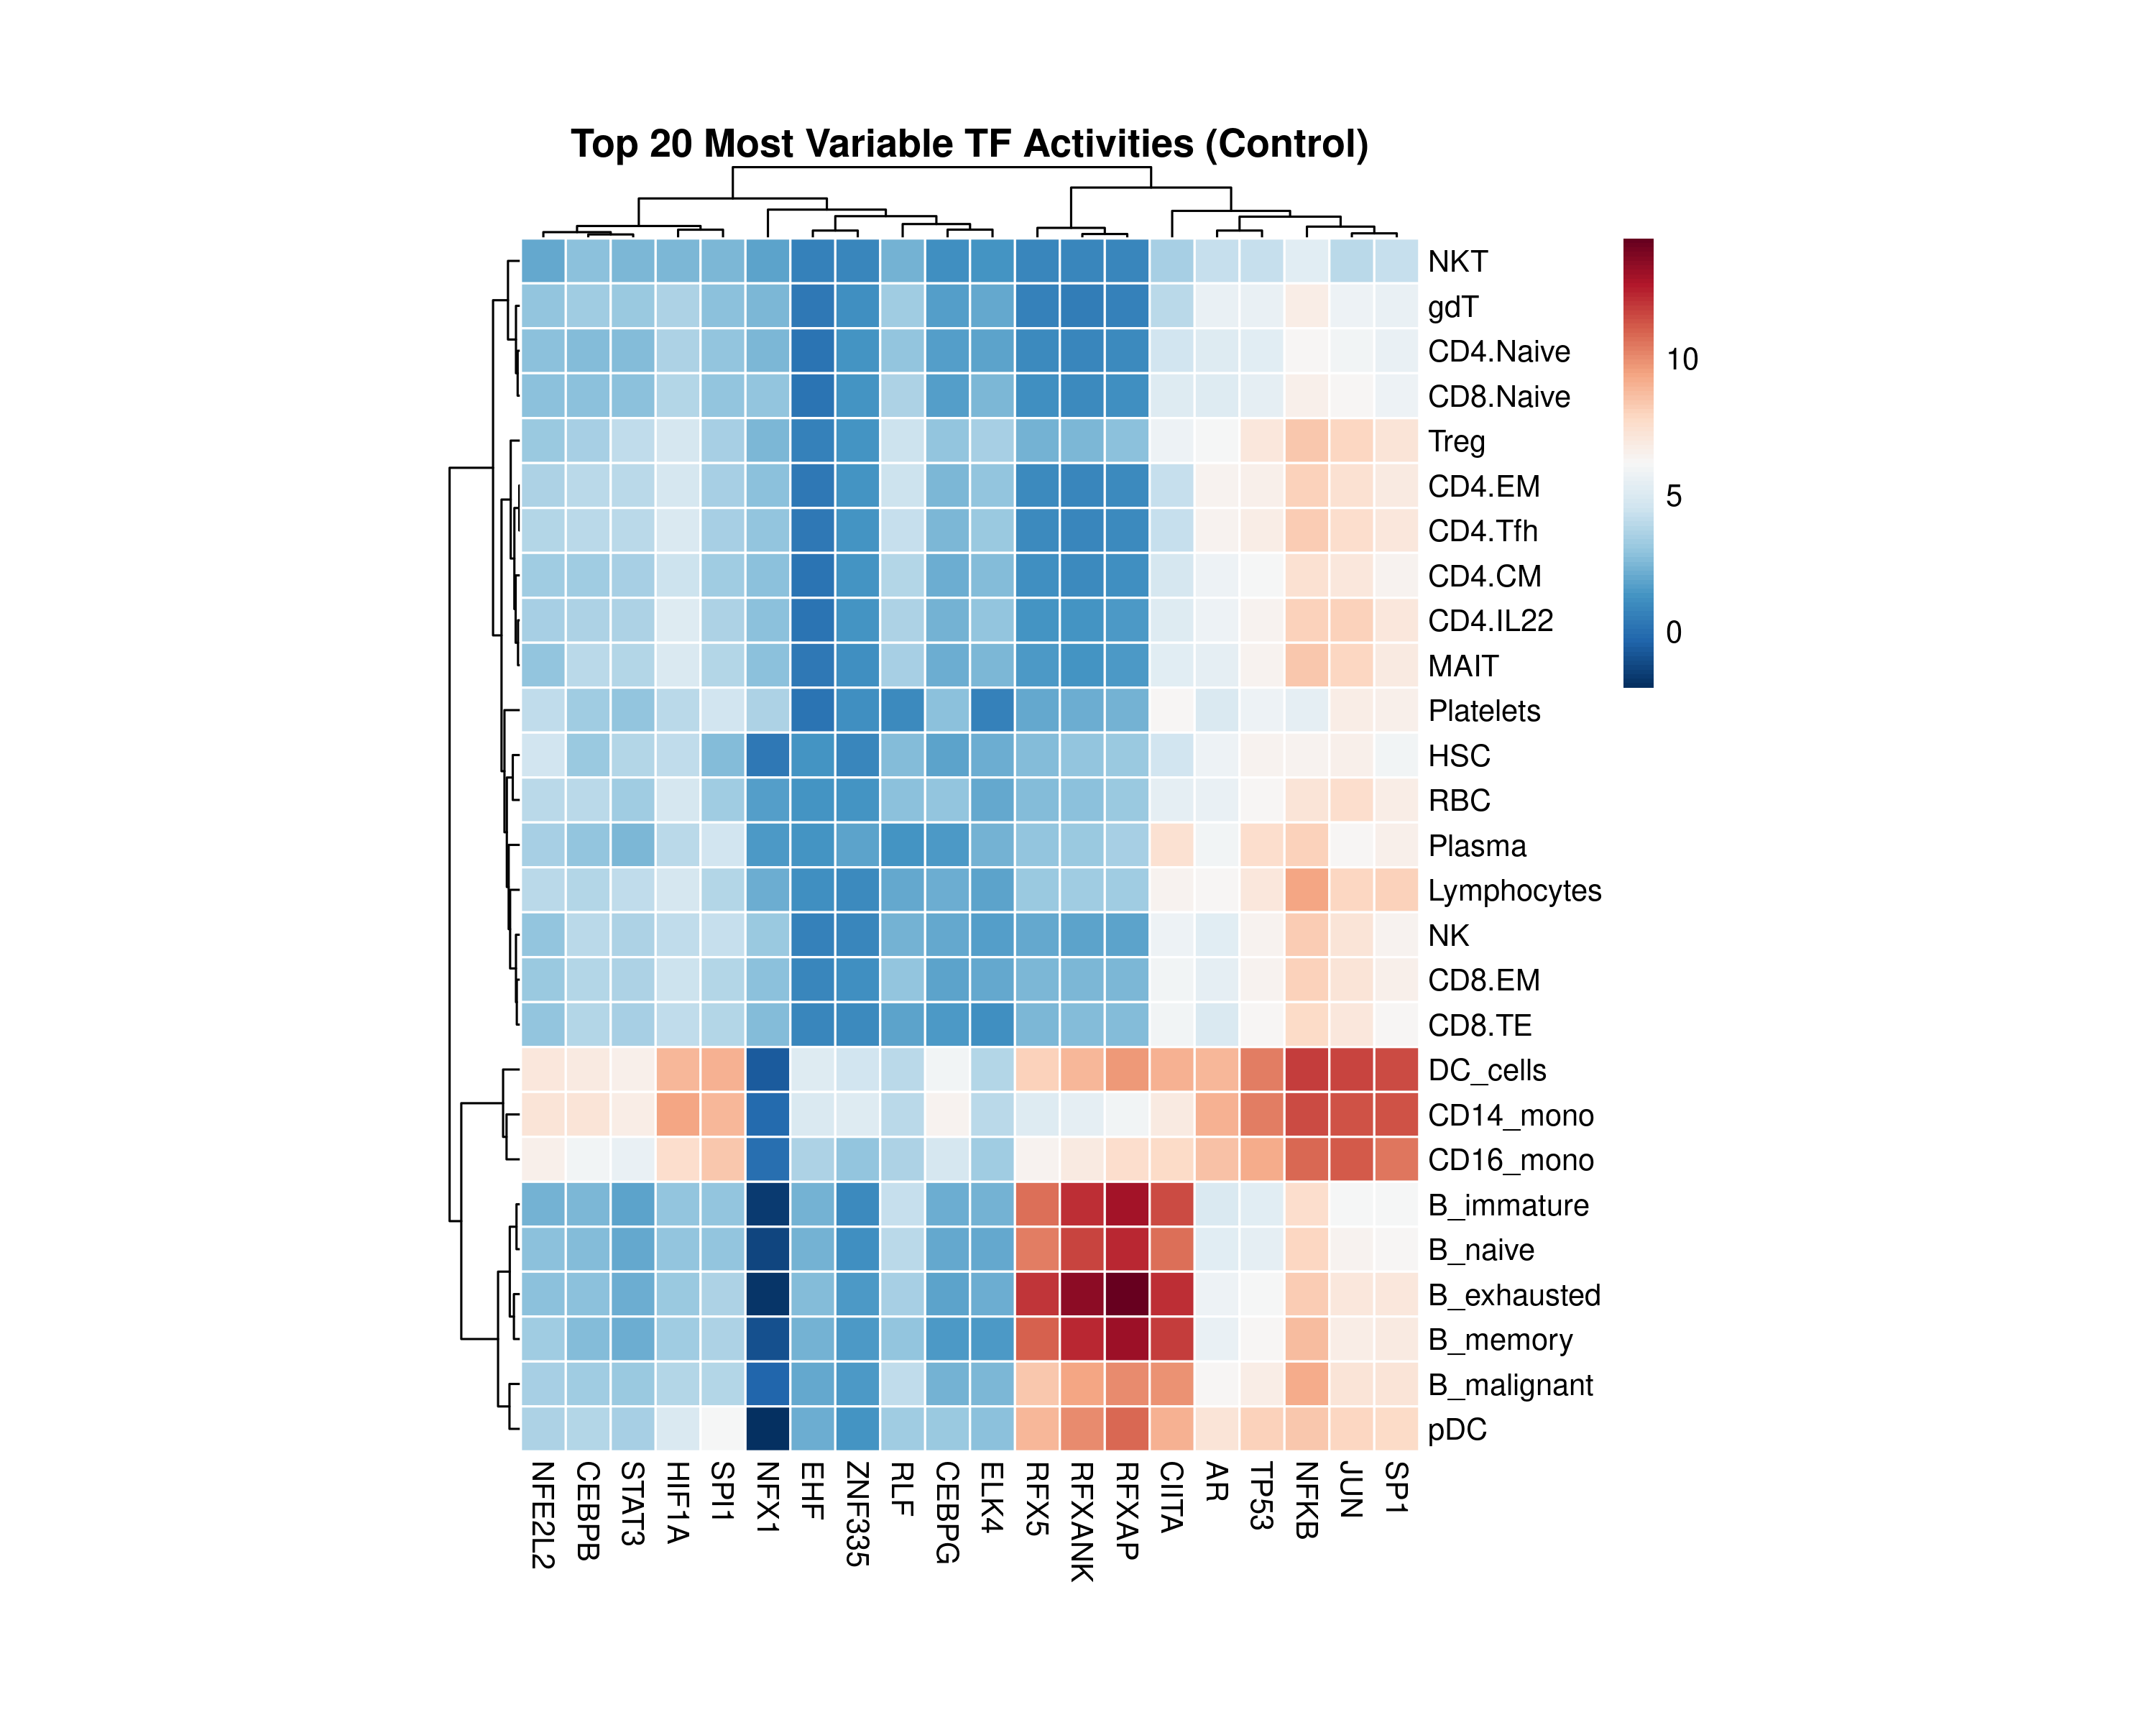 Top 20 Most Variable TF Activities (Control)
NKT
gdT
CD4.Naive
CD8.Naive
Treg
CD4.EM
CD4.Tfh
CD4.CM
CD4.IL22
MAIT
Platelets
HSC
RBC
Plasma
Lymphocytes
NK
CD8.EM
CD8.TE
DC_cells
CD14_mono
CD16_mono
B_immature
B_naive
B_exhausted
B_memory
B_malignant
pDC
10
5
0
NFE2L2
CEBPB
STAT3
HIF1A
SPI1
NFX1
EHF
ZNF335
RLF
CEBPG
ELK4
RFX5
RFXANK
RFXAP
CIITA
AR
TP53
NFKB
JUN
SP1